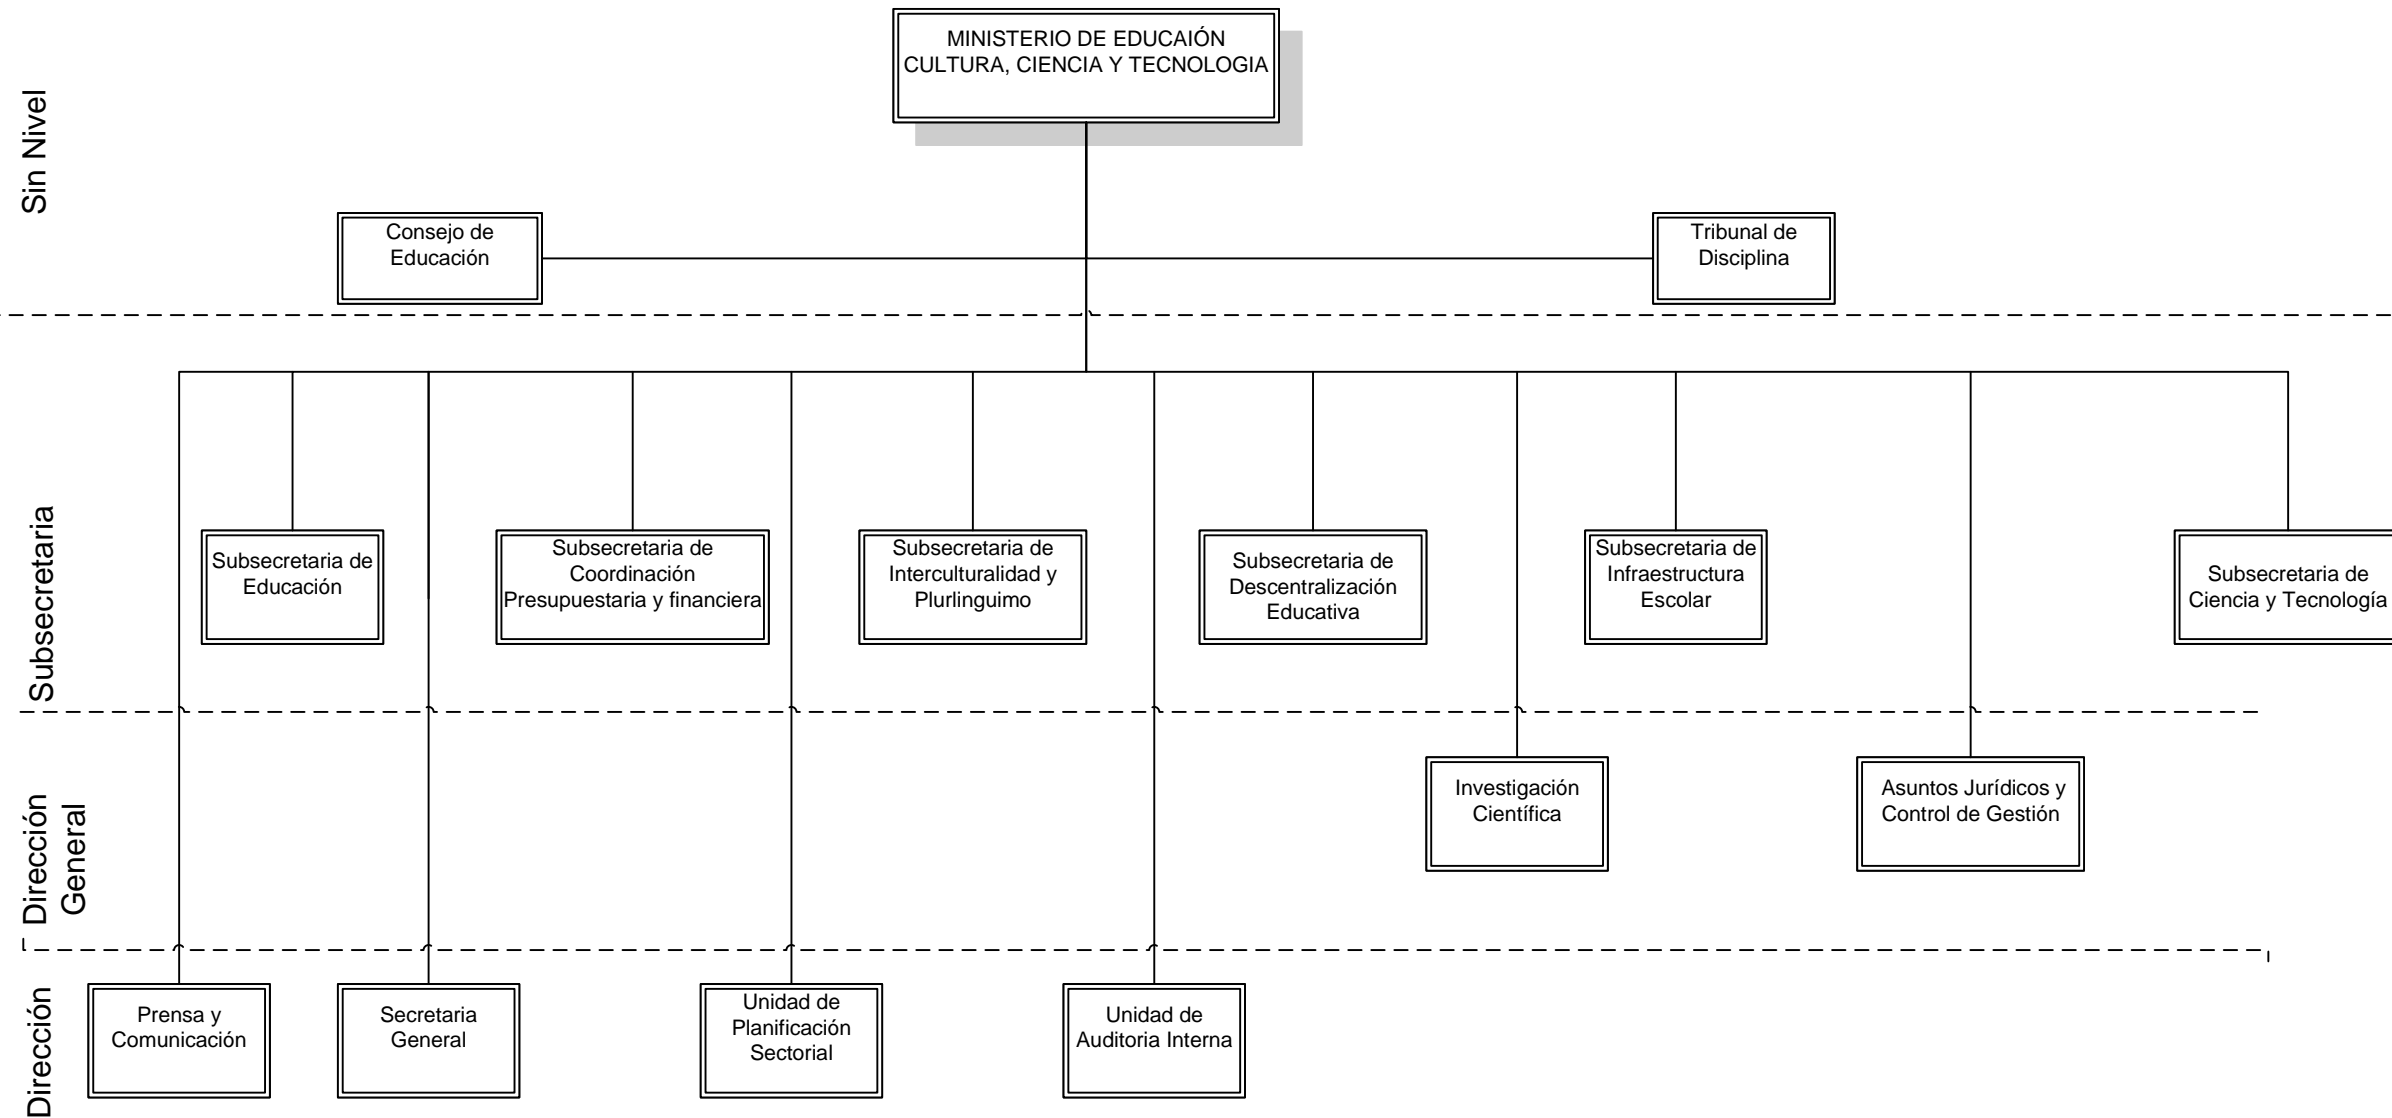 MINISTERIO DE EDUCAIÓN
CULTURA, CIENCIA Y TECNOLOGIA
Sin Nivel
Consejo de
Educación
Tribunal de
Disciplina
Subsecretaria
Subsecretaria de
Educación
Subsecretaria de
Coordinación
Presupuestaria y financiera
Subsecretaria de
Interculturalidad y
Plurlinguimo
Subsecretaria de
Descentralización
Educativa
Subsecretaria de
Infraestructura
Escolar
Subsecretaria de
Ciencia y Tecnología
Dirección
General
Investigación
Científica
Asuntos Jurídicos y
Control de Gestión
Dirección
Prensa y
Comunicación
Secretaria
General
Unidad de
Planificación
Sectorial
Unidad de
Auditoria Interna